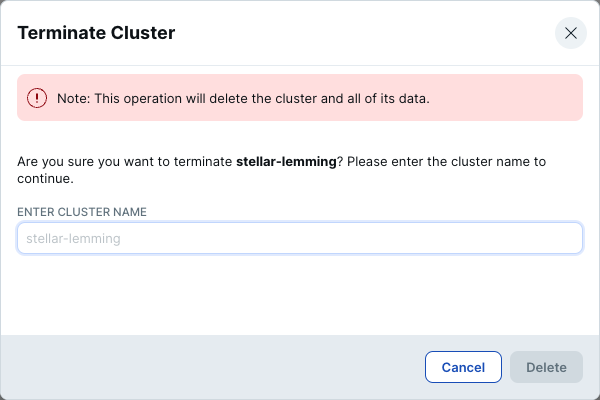 Terminate Cluster
Note: This operation will delete the cluster and all of its data.
Are you sure you want to terminate stellar-lemming? Please enter the cluster name to
continue.
ENTER CLUSTER NAME
stellar-lemming
Cancel
Delete